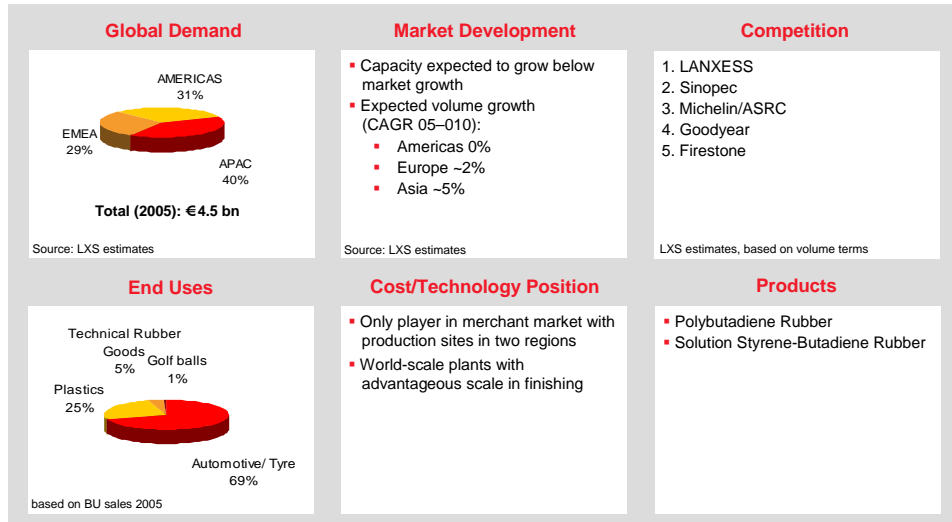 Global Demand
AMERICAS
31%
EMEA
29%
APAC
40%
Total (2005): €4.5 bn
Source: LXS estimates
Market Development
▪ Capacity expected to grow below
market growth
▪ Expected volume growth
(CAGR 05–010):
▪ Americas 0%
▪ Europe ~2%
▪ Asia ~5%
Source: LXS estimates
Competition
1. LANXESS
2. Sinopec
3. Michelin/ASRC
4. Goodyear
5. Firestone
LXS estimates, based on volume terms
End Uses
Technical Rubber
Goods
5%
Golf balls
1%
Plastics
25%
Automotive/ Tyre
69%
based on BU sales 2005
Cost/Technology Position
▪ Only player in merchant market with
production sites in two regions
▪ World-scale plants with
advantageous scale in finishing
Products
▪ Polybutadiene Rubber
▪ Solution Styrene-Butadiene Rubber